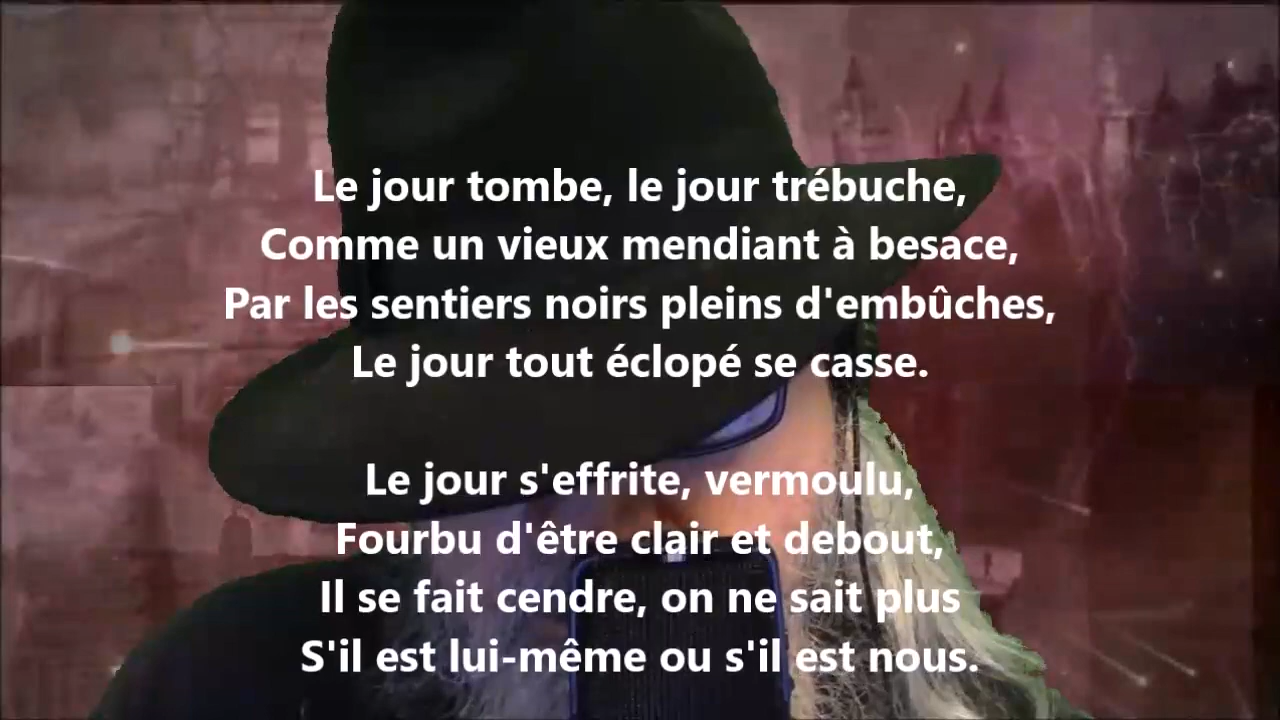 Le jour tombe, le jour trébuche,
Comme un vieux mendiant à besace,
Par les sentiers noirs pleins d'embûches,
Le jour tout éclopé se casse.
Le jour s'effrite, vermoulu,
Fourbu d'être clair et debout,
Il se fait cendre, on ne sait plus
S'il est lui-même ou s'il est nous.